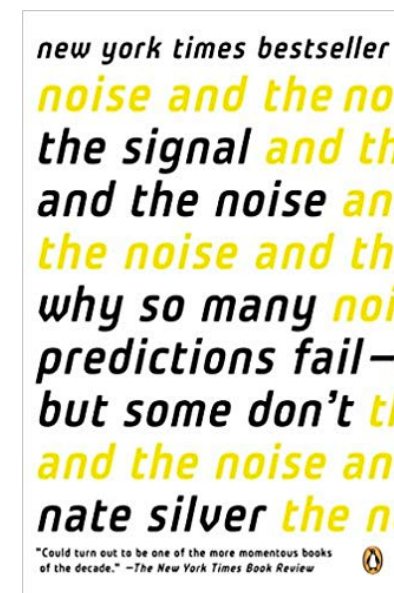 new york times bestseller
noise and the no
the signal and th
and the noise an
the noise and th
why so many noi
predictions fail—
but some don't th
and the noise an
nate silver the n
"Could turn out to be one of the more momentous books
of the decade." —The New York Times Book Review